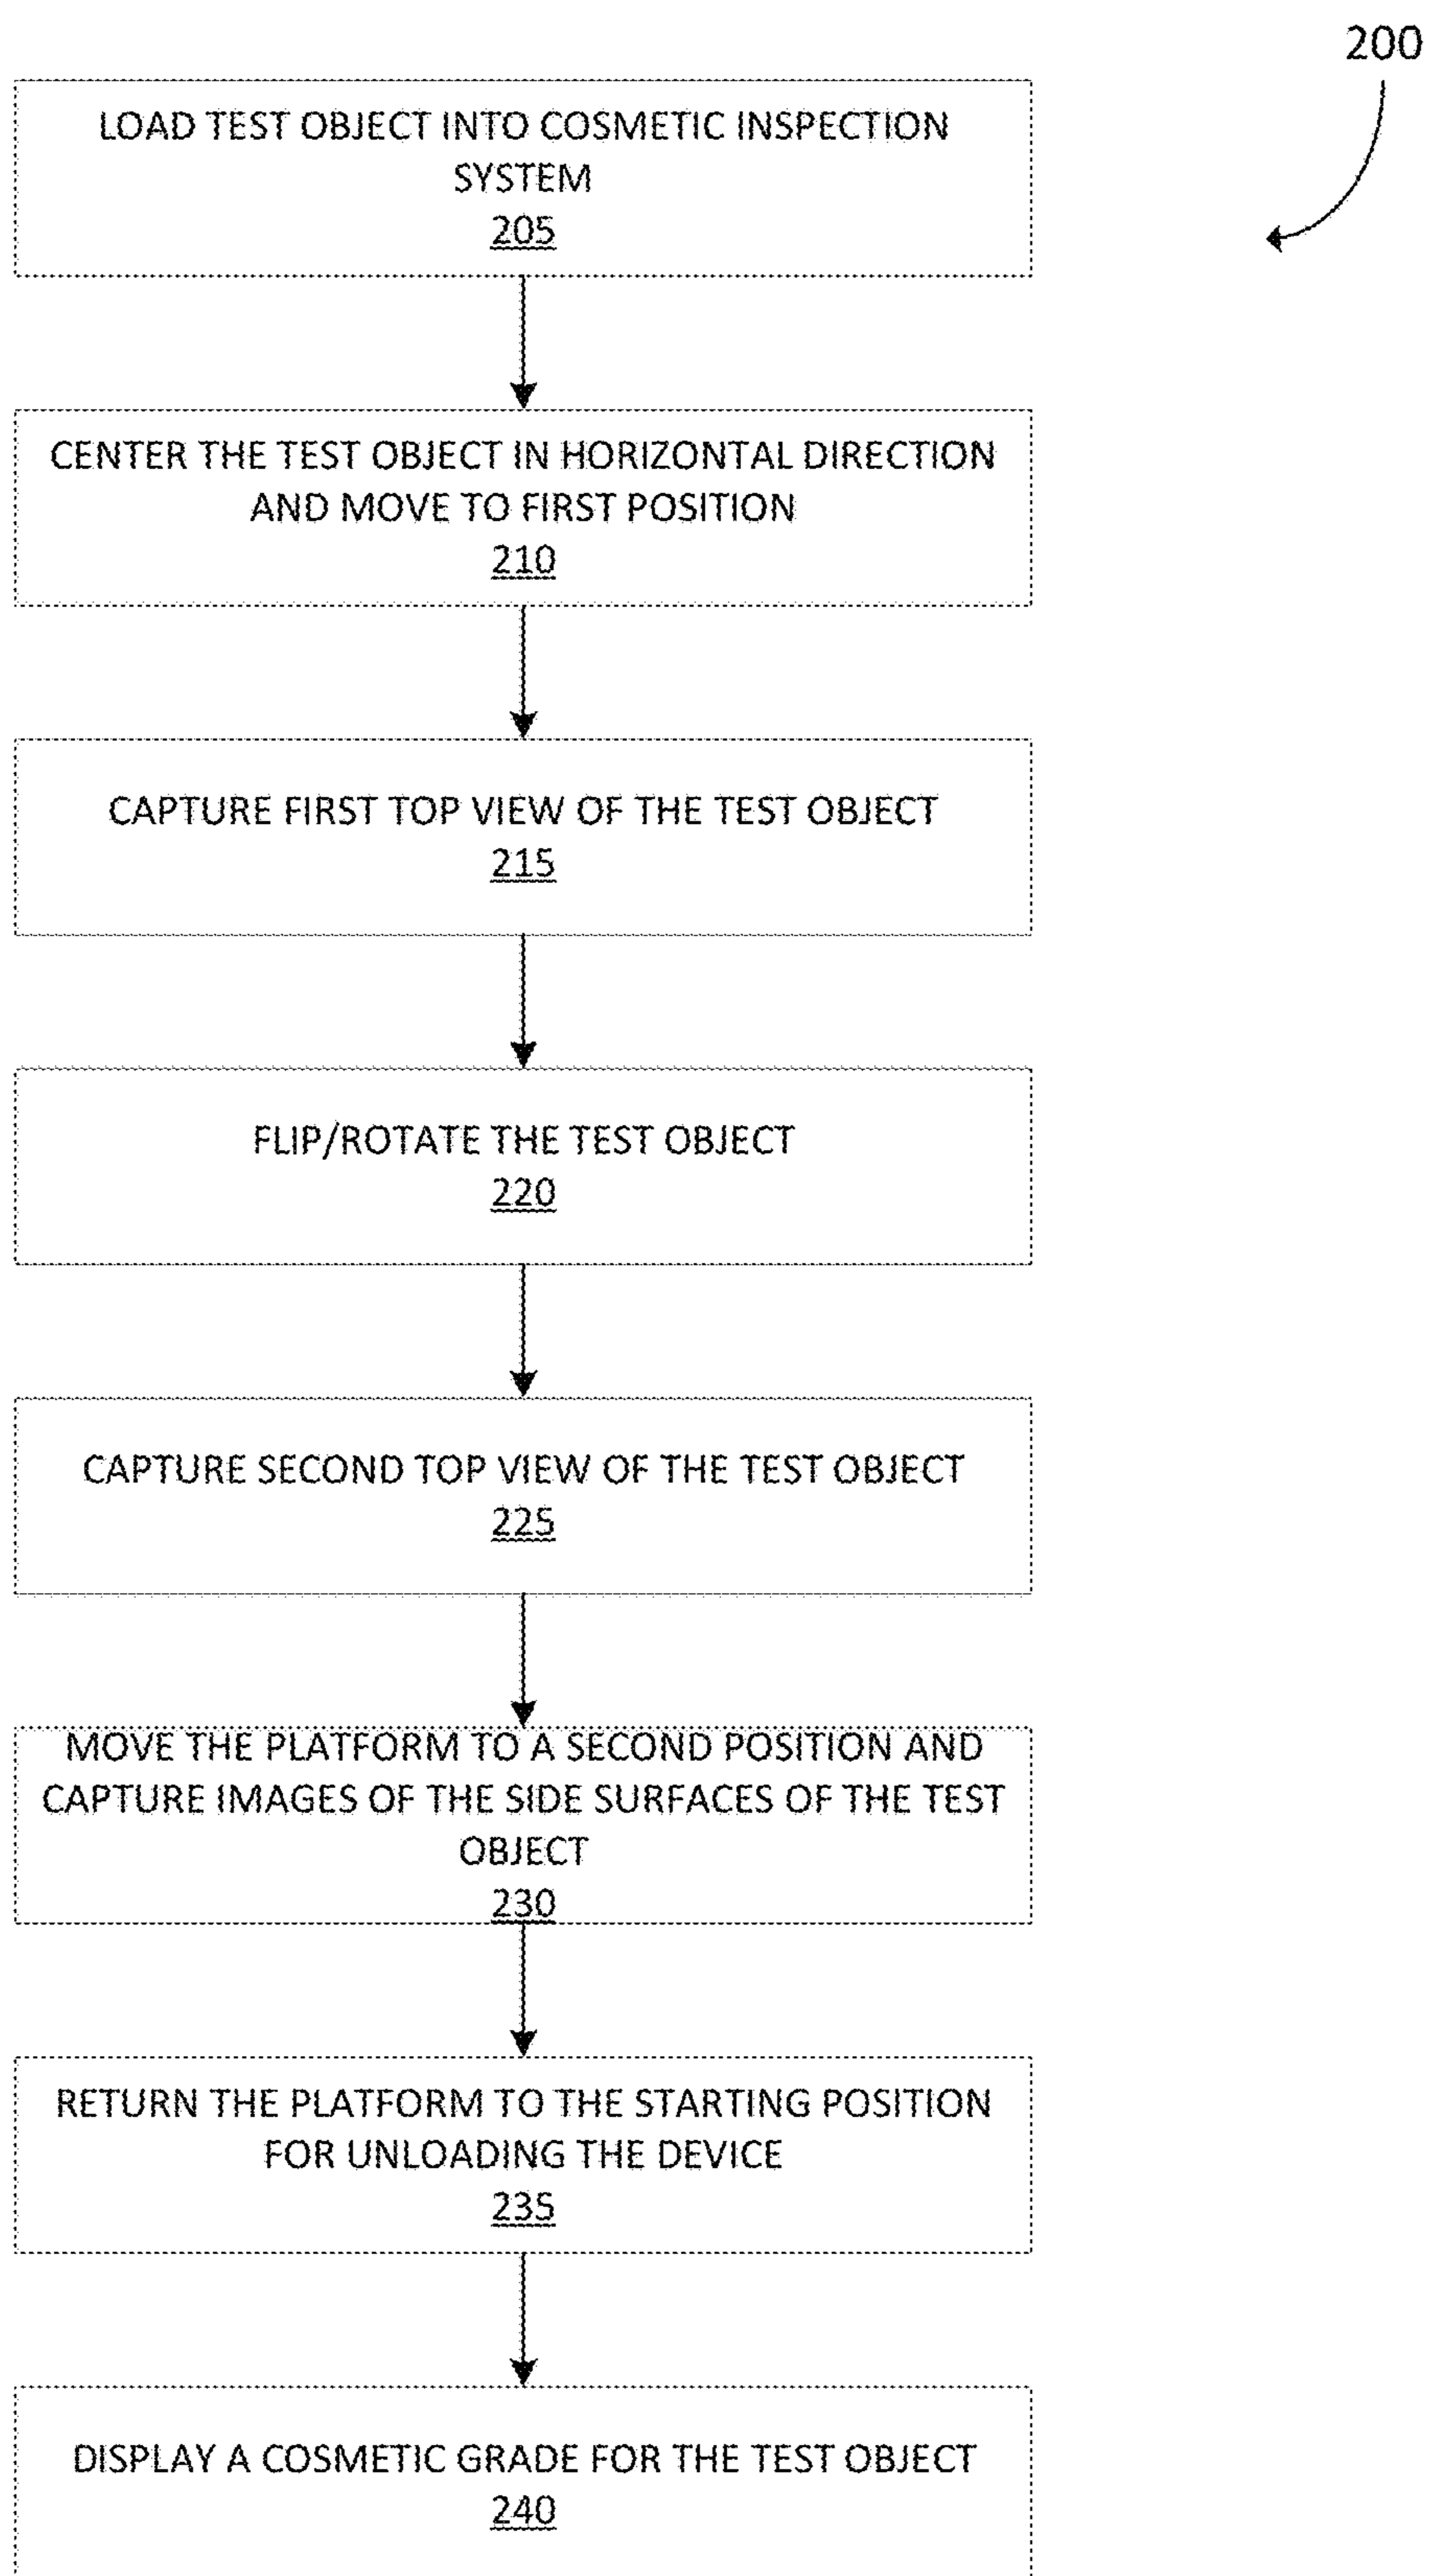 200
LOAD TEST OBJECT INTO COSMETIC INSPECTION
SYSTEM
205
CENTER THE TEST OBJECT IN HORIZONTAL DIRECTION
AND MOVE TO FIRST POSITION
210
CAPTURE FIRST TOP VIEW OF THE TEST OBJECT
215
FLIP/ROTATE THE TEST OBJECT
220
CAPTURE SECOND TOP VIEW OF THE TEST OBJECT
225
MOVE THE PLATFORM TO A SECOND POSITION AND
CAPTURE IMAGES OF THE SIDE SURFACES OF THE TEST
OBJECT
230
RETURN THE PLATFORM TO THE STARTING POSITION
FOR UNLOADING THE DEVICE
235
DISPLAY A COSMETIC GRADE FOR THE TEST OBJECT
240